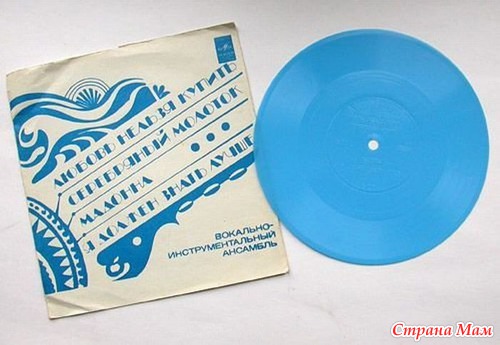 ЛЮБОВЬ НЕЛЬЗЯ КУПИТЬ
СЕРЕБРЯНЫЙ МОЛОТОК
МАДОННА
Я ДОЛЖЕН ЗНАТЬ ЛУЧШЕ
ВОКАЛЬНО-
ИНСТРУМЕНТАЛЬНЫЙ
АНСАМБЛЬ
Страна Мам